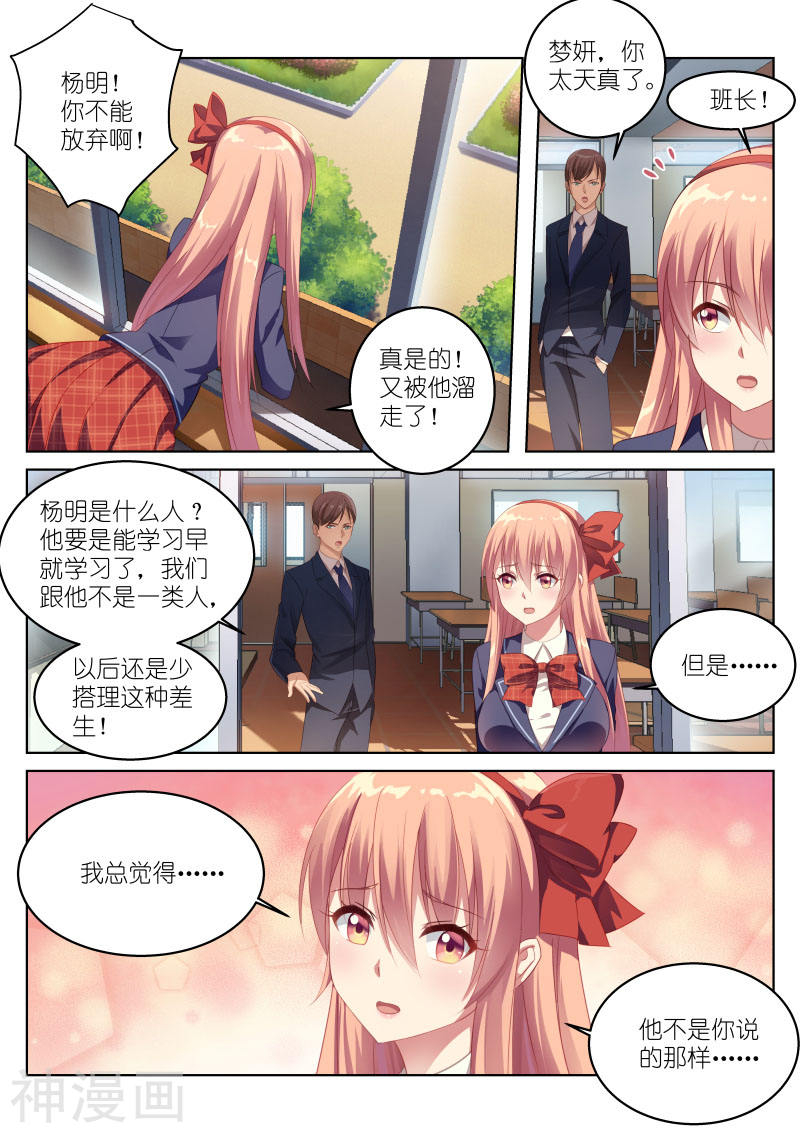 杨明！
你不能
放弃啊！
真是的！
又被他溜
走了！
梦妍，你
太天真了。
班长！
杨明是什么人？
他要是能学习早
就学习了，我们
跟他不是一类人，
以后还是少
搭理这种差
生！
但是……
我总觉得……
他不是你说
的那样……
神漫画